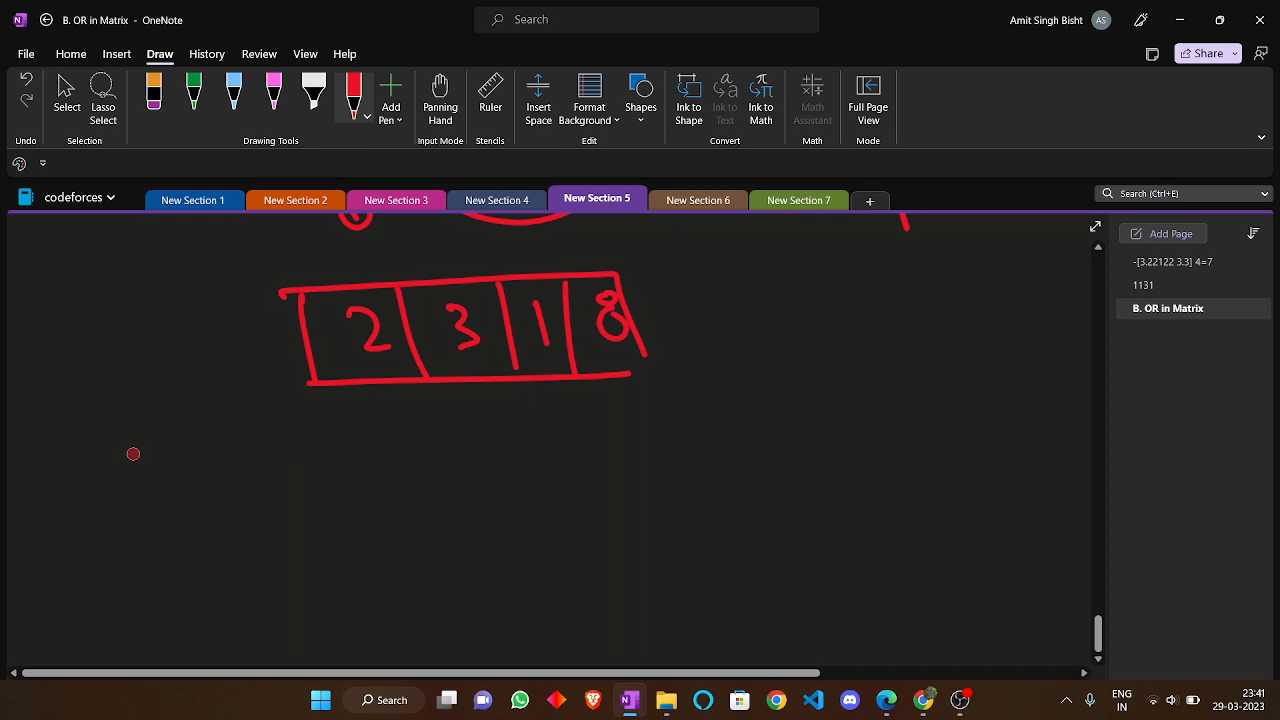 B. OR in Matrix - OneNote
Search
Amit Singh Bisht
AS
File Home Insert Draw History Review View Help
Share
Select
Lasso Select
Add Pen
Panning Hand
Ruler
Insert Space
Format Background
Shapes
Ink to Shape
Ink to Text
Ink to Math
Math Assistant
Full Page View
Undo Selection Drawing Tools Input Mode Stencils Edit Convert Math Mode
codeforces
New Section 1 New Section 2 New Section 3 New Section 4 New Section 5 New Section 6 New Section 7
Search (Ctrl+E)
Add Page
-[3.22122 3.3] 4=7
1131
B. OR in Matrix
2 3 1 8
Search
ENG
IN
23:41
29-03-2023